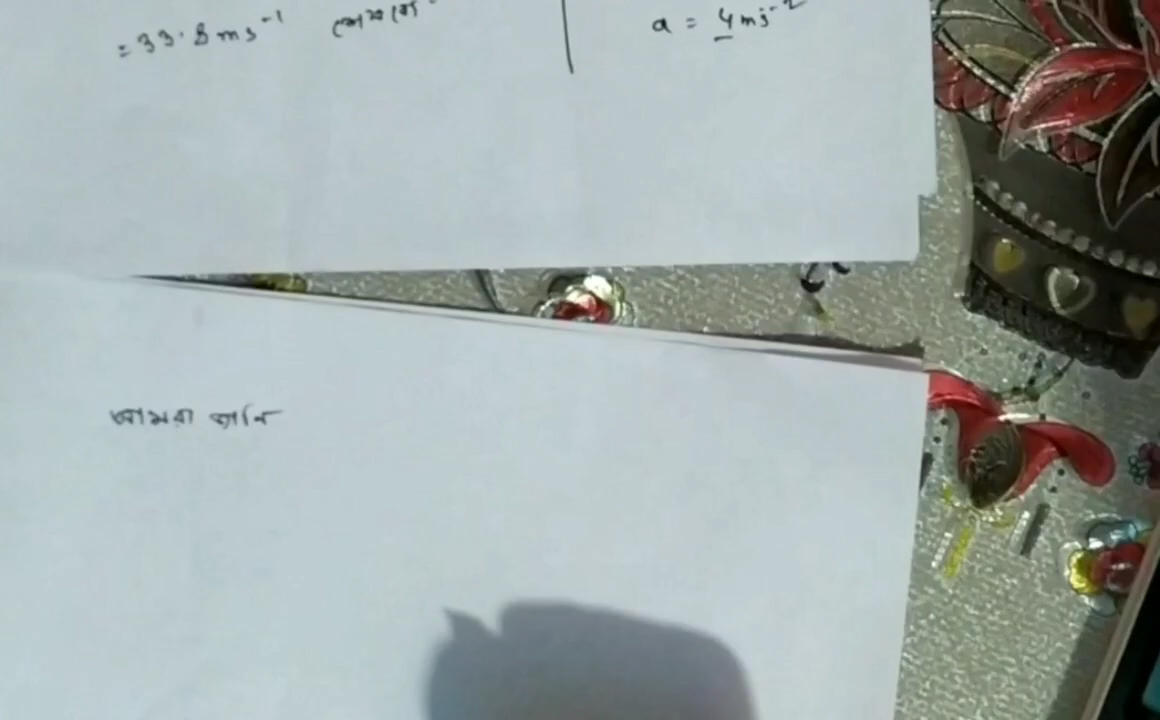 = 33.8 ms⁻¹
a = 4 ms⁻²
আমরা জানি